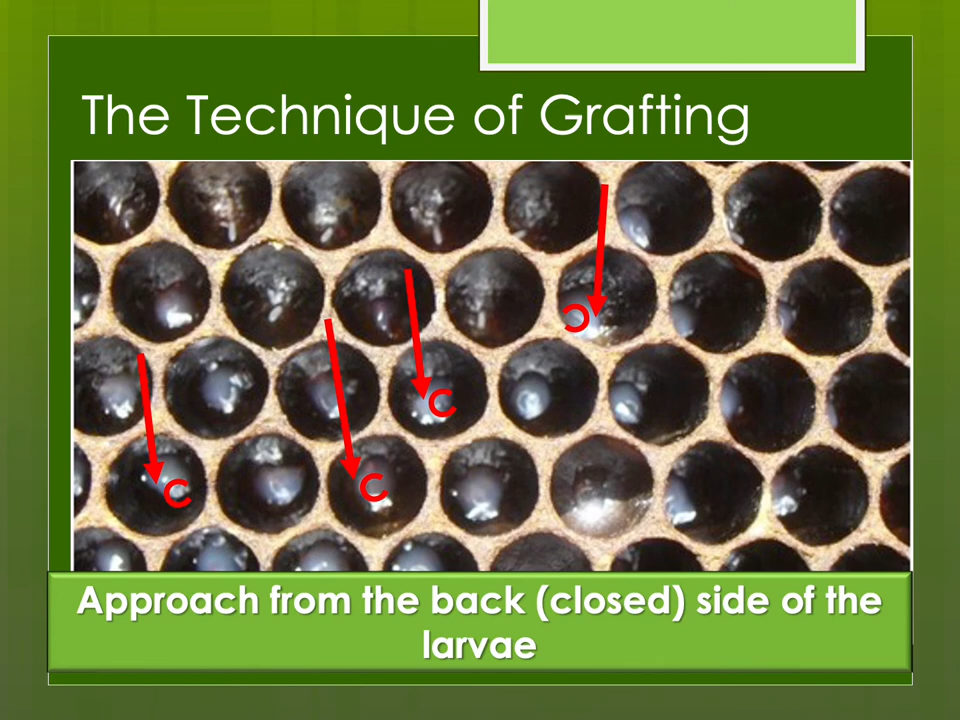 The Technique of Grafting
C
C
C
C
Approach from the back (closed) side of the
larvae